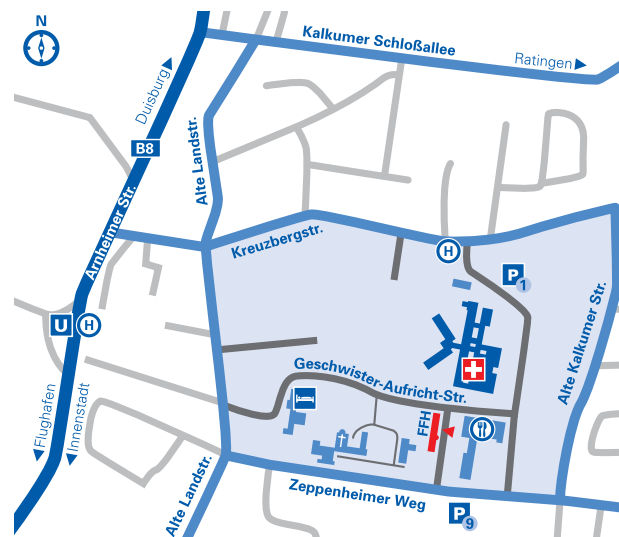 N
Kalkumer Schloßallee
Ratingen
Duisburg
B8
Alte Landstr.
Arnheimer Str.
Kreuzbergstr.
H
P
1
U
H
Alte Kalkumer Str.
Geschwister-Aufricht-Str.
FFH
Flughafen
Innenstadt
Alte Landstr.
Zeppenheimer Weg
P
9